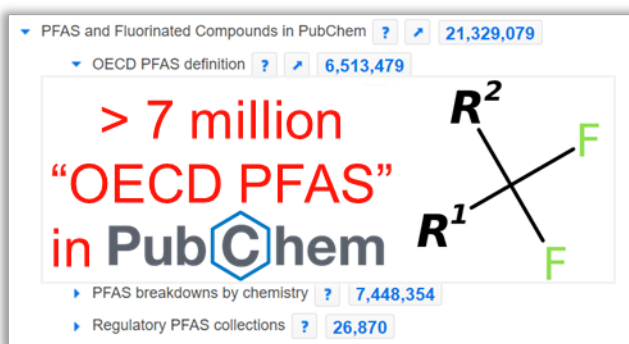 PFAS and Fluorinated Compounds in PubChem ? ↗ 21,329,079
OECD PFAS definition ? ↗ 6,513,479
> 7 million
“OECD PFAS”
in PubChem
R² F
R¹ F
PFAS breakdowns by chemistry ? 7,448,354
Regulatory PFAS collections ? 26,870